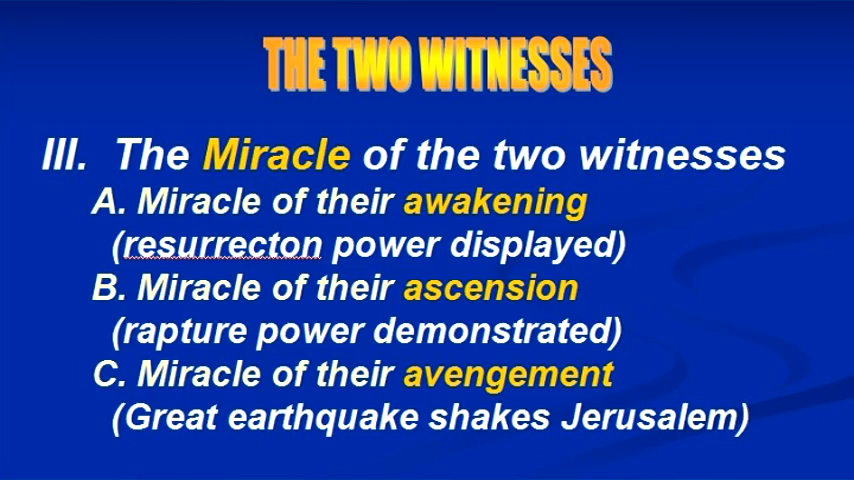 THE TWO WITNESSES
III. The Miracle of the two witnesses
A. Miracle of their awakening
(resurrecton power displayed)
B. Miracle of their ascension
(rapture power demonstrated)
C. Miracle of their avengement
(Great earthquake shakes Jerusalem)